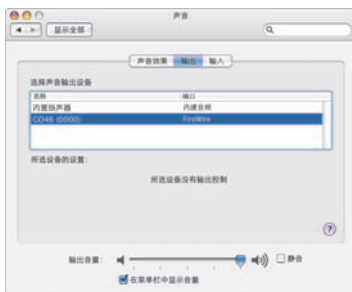 声音
显示全部
声音效果 输出 输入
选择声音输出设备
名称 端口
内置扬声器 内建音频
GO46 (0000) FireWire
所选设备的设置：
所选设备没有输出控制
?
输出音量： 静音
在菜单栏中显示音量